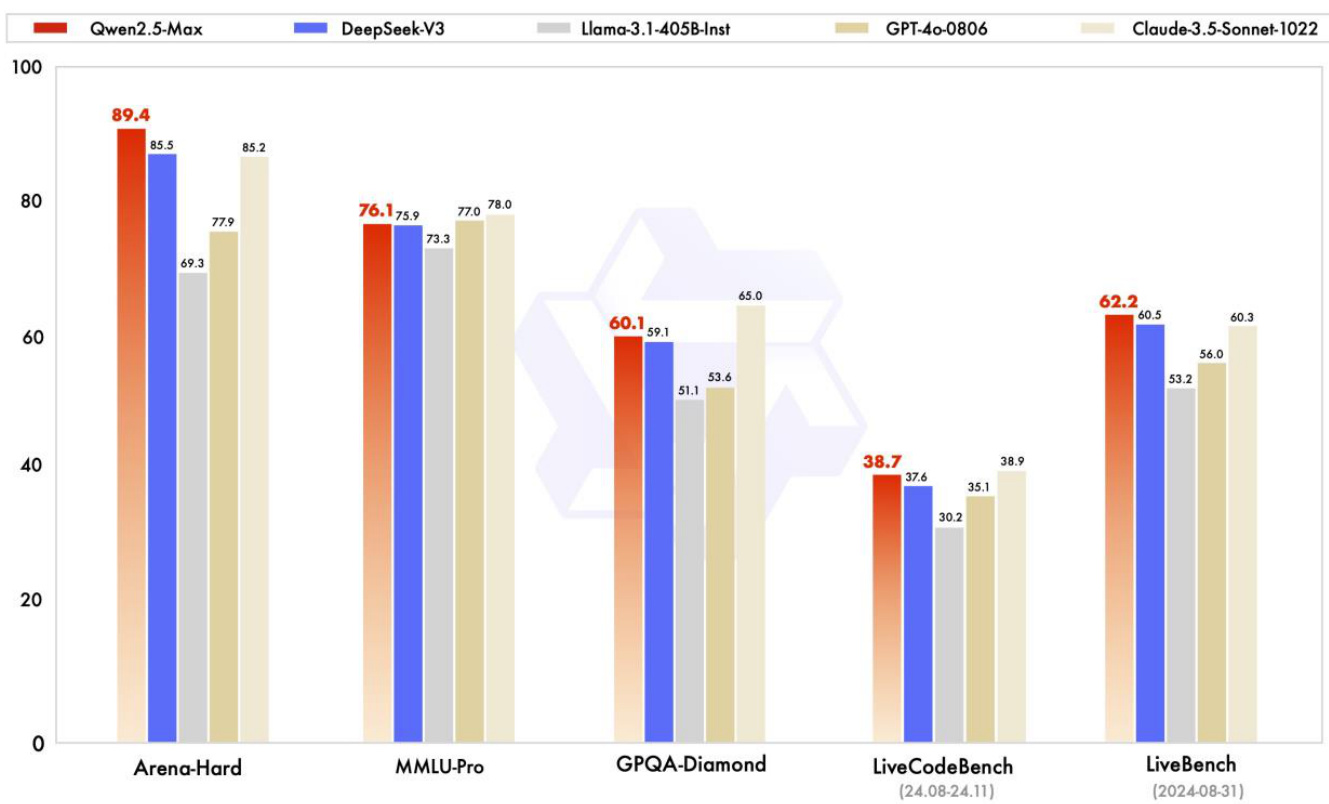 Qwen2.5-Max DeepSeek-V3 Llama-3.1-405B-Inst GPT-4o-0806 Claude-3.5-Sonnet-1022
100
80
60
40
20
0
89.4 85.5 69.3 77.9 85.2
76.1 75.9 73.3 77.0 78.0
60.1 59.1 51.1 53.6 65.0
38.7 37.6 30.2 35.1 38.9
62.2 60.5 53.2 56.0 60.3
Arena-Hard MMLU-Pro GPQA-Diamond LiveCodeBench LiveBench
(24.08-24.11) (2024-08-31)